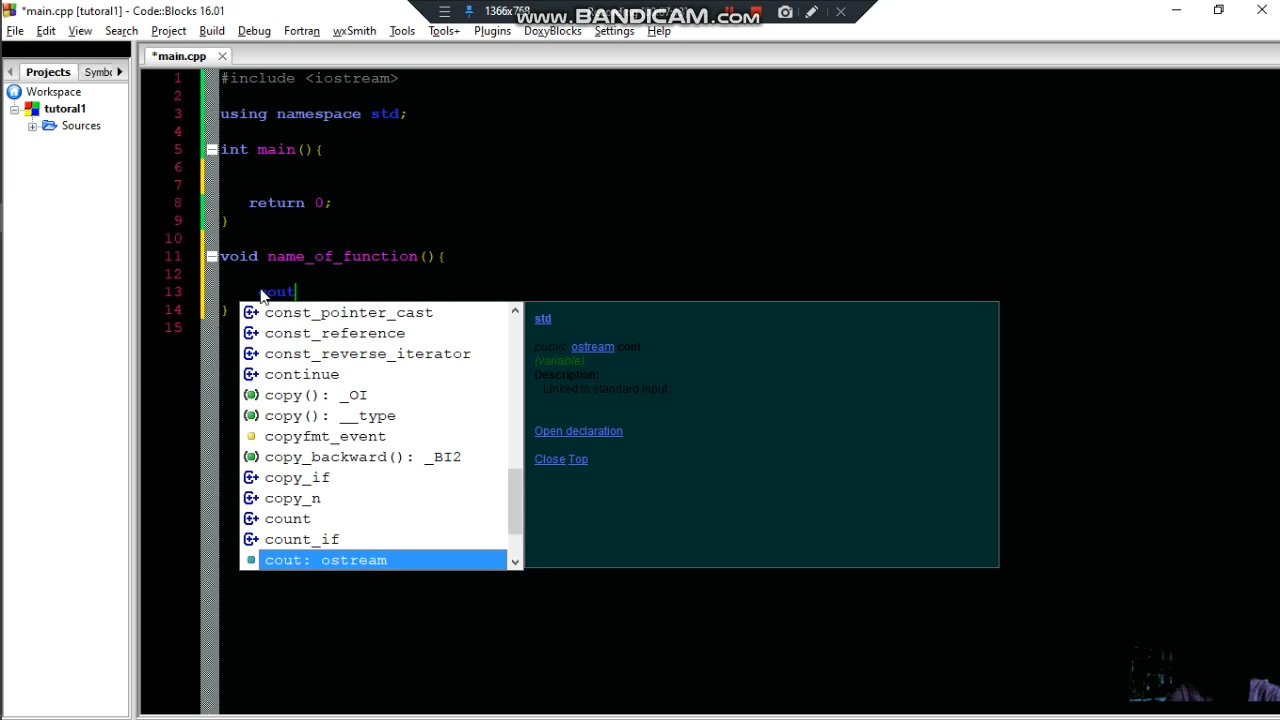 *main.cpp [tutoral1] - Code::Blocks 16.01
1366x768
www.BANDICAM.com
File Edit View Search Project Build Debug Fortran wxSmith Tools Tools+ Plugins DoxyBlocks Settings Help
*main.cpp
Projects Symbo
Workspace
tutoral1
Sources
1 #include <iostream>
2
3 using namespace std;
4
5 int main(){
6
7
8 return 0;
9 }
10
11 void name_of_function(){
12
13 cout
14 }
15
const_pointer_cast
const_reference
const_reverse_iterator
continue
copy(): _OI
copy(): __type
copyfmt_event
copy_backward(): _BI2
copy_if
copy_n
count
count_if
cout: ostream
std
public ostream cout
(variable)
Description:
Linked to standard input
Open declaration
Close Top